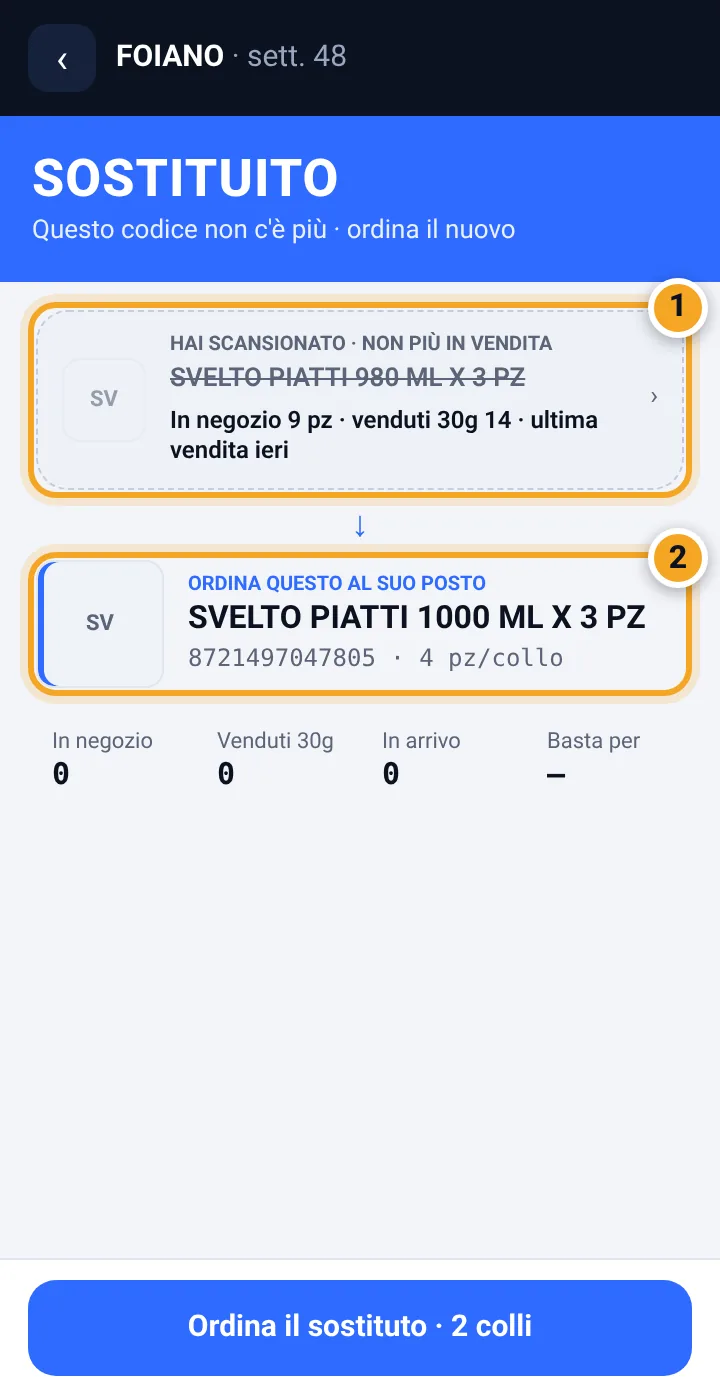 ‹
FOIANO · sett. 48
SOSTITUITO
Questo codice non c'è più · ordina il nuovo
1
HAI SCANSIONATO · NON PIÙ IN VENDITA
SV
SVELTO PIATTI 980 ML X 3 PZ
›
In negozio 9 pz · venduti 30g 14 · ultima
vendita ieri
↓
2
ORDINA QUESTO AL SUO POSTO
SV
SVELTO PIATTI 1000 ML X 3 PZ
8721497047805 · 4 pz/collo
In negozio Venduti 30g In arrivo Basta per
0 0 0 –
Ordina il sostituto · 2 colli